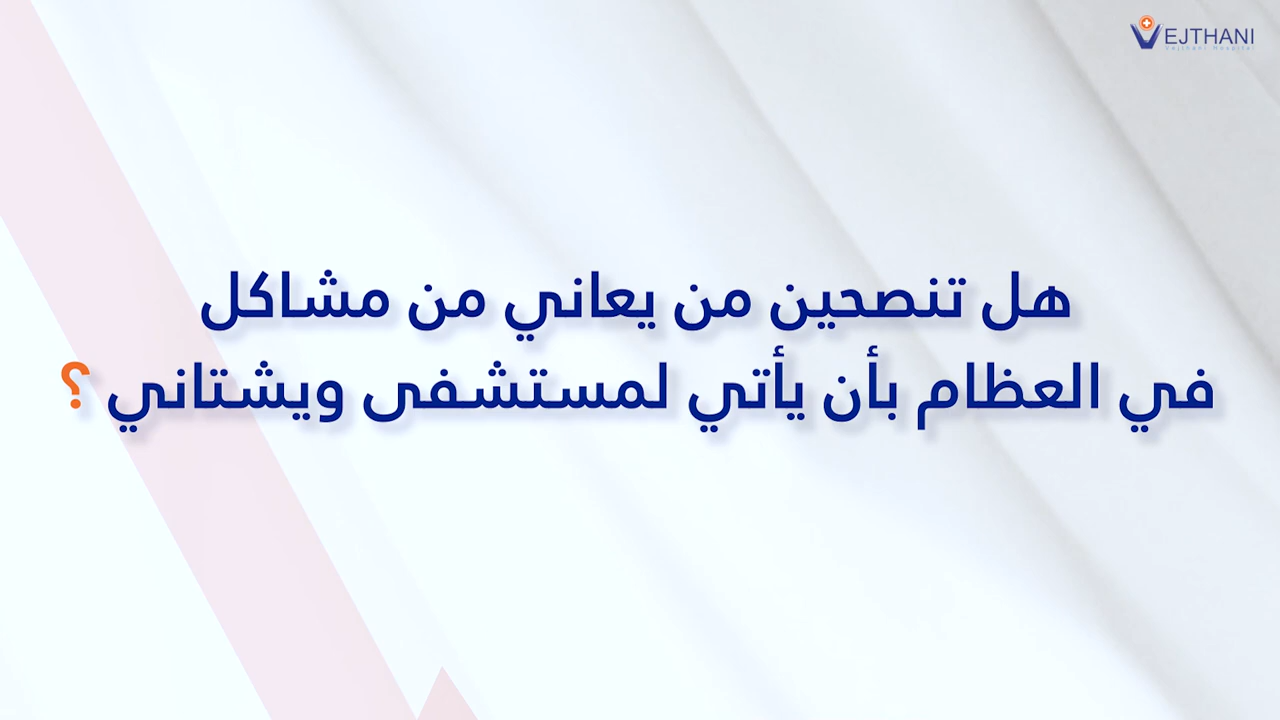 VEJTHANI
Vejthani Hospital
هل تنصحين من يعاني من مشاكل
في العظام بأن يأتي لمستشفى ويشتاني ؟